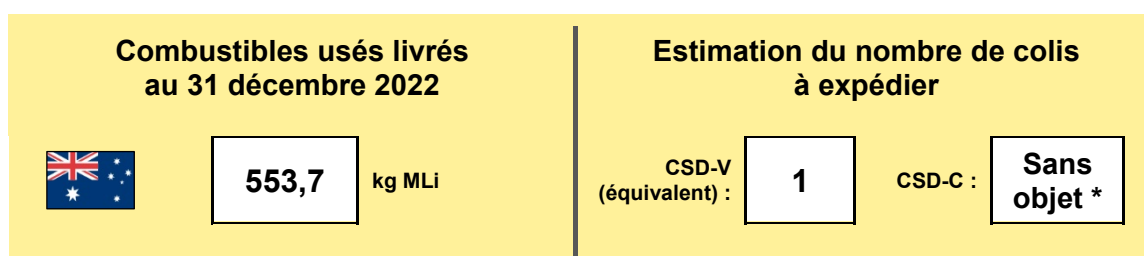 Combustibles usés livrés
au 31 décembre 2022
553,7
kg MLi
Estimation du nombre de colis
à expédier
CSD-V
(équivalent) :
1
CSD-C :
Sans
objet *